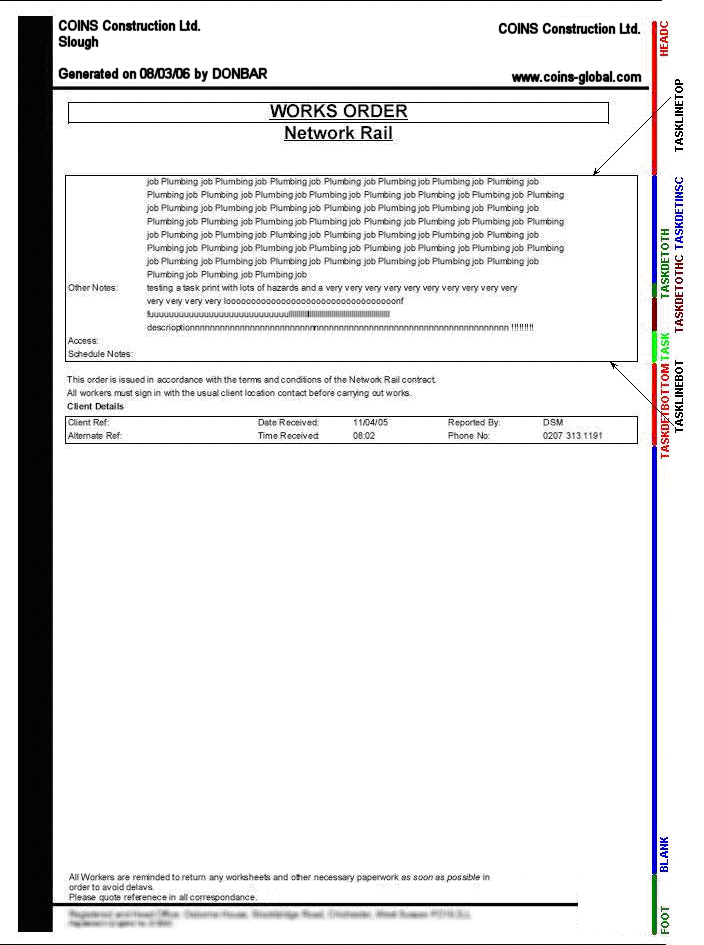 COINS Construction Ltd.
Slough
COINS Construction Ltd.
Generated on 08/03/06 by DONBAR
www.coins-global.com
WORKS ORDER
Network Rail
job Plumbing job Plumbing job Plumbing job Plumbing job Plumbing job Plumbing job Plumbing job
Plumbing job Plumbing job Plumbing job Plumbing job Plumbing job Plumbing job Plumbing job Plumbing
job Plumbing job Plumbing job Plumbing job Plumbing job Plumbing job Plumbing job Plumbing job
Plumbing job Plumbing job Plumbing job Plumbing job Plumbing job Plumbing job Plumbing job Plumbing
job Plumbing job Plumbing job Plumbing job Plumbing job Plumbing job Plumbing job Plumbing job
Plumbing job Plumbing job Plumbing job Plumbing job Plumbing job Plumbing job Plumbing job Plumbing
job Plumbing job Plumbing job Plumbing job Plumbing job Plumbing job Plumbing job Plumbing job
Plumbing job Plumbing job Plumbing job
Other Notes: testing a task print with lots of hazards and a very very very very very very very very very very
very very very very
Access:
Schedule Notes:
This order is issued in accordance with the terms and conditions of the Network Rail contract.
All workers must sign in with the usual client location contact before carrying out works.
Client Details
Client Ref: Date Received: 11/04/05 Reported By: DSM
Alternate Ref: Time Received: 08:02 Phone No: 0207 313 1191
All Workers are reminded to return any worksheets and other necessary paperwork as soon as possible in
order to avoid delays.
Please quote referenece in all correspondance.
HEADC
TASKLINETOP
TASKDETINSC
TASKDETOTH
TASKDETOTHC
TASK
TASKDETBOTTOM
TASKLINEBOT
BLANK
FOOT